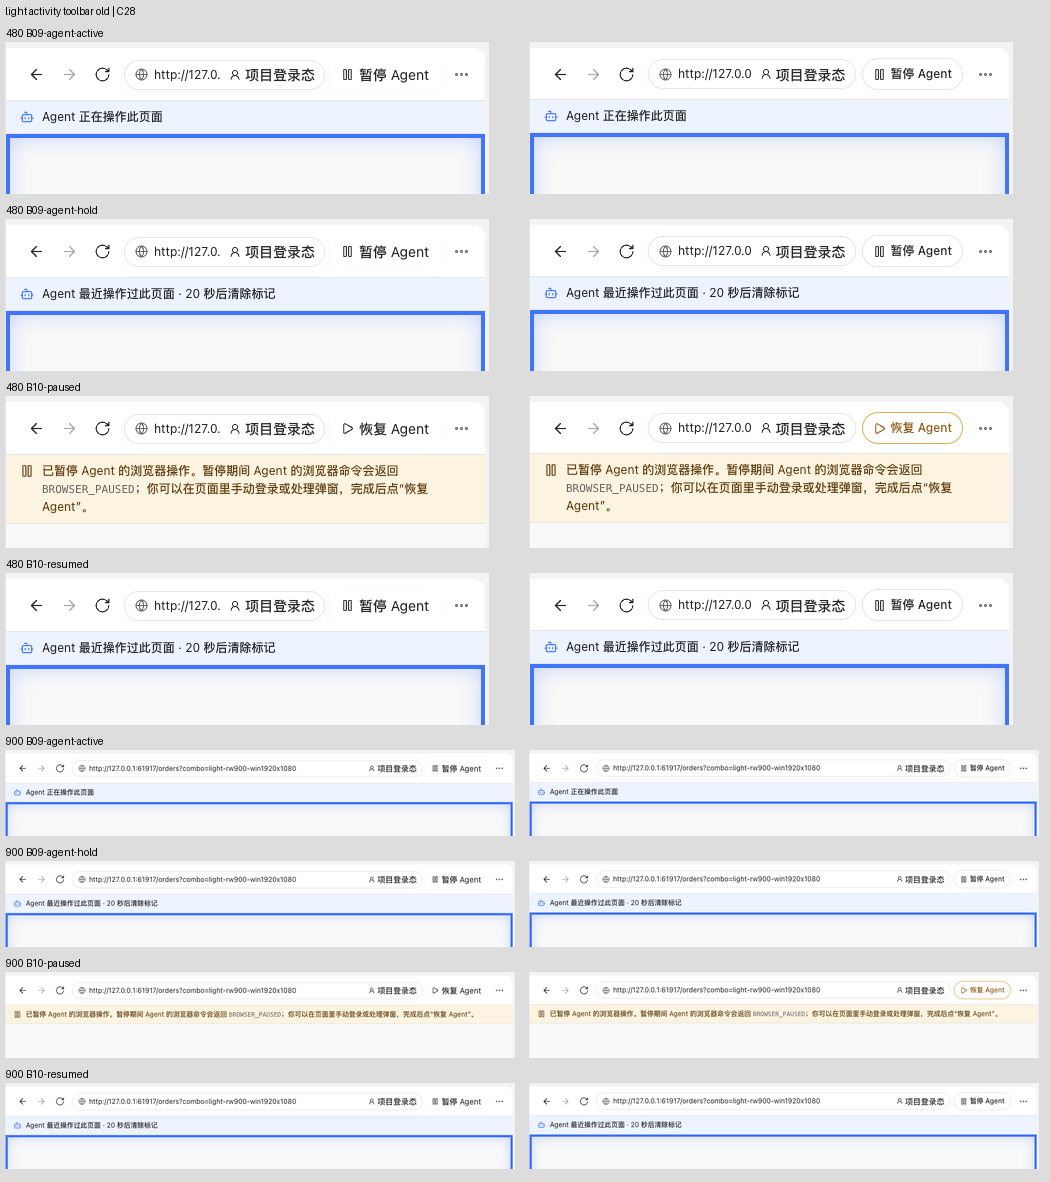 light activity toolbar old | C28
480 B09-agent-active
http://127.0. 项目登录态 暂停 Agent
http://127.0.0 项目登录态 暂停 Agent
Agent 正在操作此页面
Agent 正在操作此页面
480 B09-agent-hold
http://127.0. 项目登录态 暂停 Agent
http://127.0.0 项目登录态 暂停 Agent
Agent 最近操作过此页面 · 20 秒后清除标记
Agent 最近操作过此页面 · 20 秒后清除标记
480 B10-paused
http://127.0. 项目登录态 恢复 Agent
http://127.0.0 项目登录态 恢复 Agent
已暂停 Agent 的浏览器操作。暂停期间 Agent 的浏览器命令会返回
BROWSER_PAUSED；你可以在页面里手动登录或处理弹窗，完成后点“恢复
Agent”。
已暂停 Agent 的浏览器操作。暂停期间 Agent 的浏览器命令会返回
BROWSER_PAUSED；你可以在页面里手动登录或处理弹窗，完成后点“恢复
Agent”。
480 B10-resumed
http://127.0. 项目登录态 暂停 Agent
http://127.0.0 项目登录态 暂停 Agent
Agent 最近操作过此页面 · 20 秒后清除标记
Agent 最近操作过此页面 · 20 秒后清除标记
900 B09-agent-active
http://127.0.0.1:61917/orders?combo=light-rw900-win1920x1080 项目登录态 暂停 Agent
http://127.0.0.1:61917/orders?combo=light-rw900-win1920x1080 项目登录态 暂停 Agent
Agent 正在操作此页面
Agent 正在操作此页面
900 B09-agent-hold
http://127.0.0.1:61917/orders?combo=light-rw900-win1920x1080 项目登录态 暂停 Agent
http://127.0.0.1:61917/orders?combo=light-rw900-win1920x1080 项目登录态 暂停 Agent
Agent 最近操作过此页面 · 20 秒后清除标记
Agent 最近操作过此页面 · 20 秒后清除标记
900 B10-paused
http://127.0.0.1:61917/orders?combo=light-rw900-win1920x1080 项目登录态 恢复 Agent
http://127.0.0.1:61917/orders?combo=light-rw900-win1920x1080 项目登录态 恢复 Agent
已暂停 Agent 的浏览器操作。暂停期间 Agent 的浏览器命令会返回 BROWSER_PAUSED；你可以在页面里手动登录或处理弹窗，完成后点“恢复 Agent”。
已暂停 Agent 的浏览器操作。暂停期间 Agent 的浏览器命令会返回 BROWSER_PAUSED；你可以在页面里手动登录或处理弹窗，完成后点“恢复 Agent”。
900 B10-resumed
http://127.0.0.1:61917/orders?combo=light-rw900-win1920x1080 项目登录态 暂停 Agent
http://127.0.0.1:61917/orders?combo=light-rw900-win1920x1080 项目登录态 暂停 Agent
Agent 最近操作过此页面 · 20 秒后清除标记
Agent 最近操作过此页面 · 20 秒后清除标记